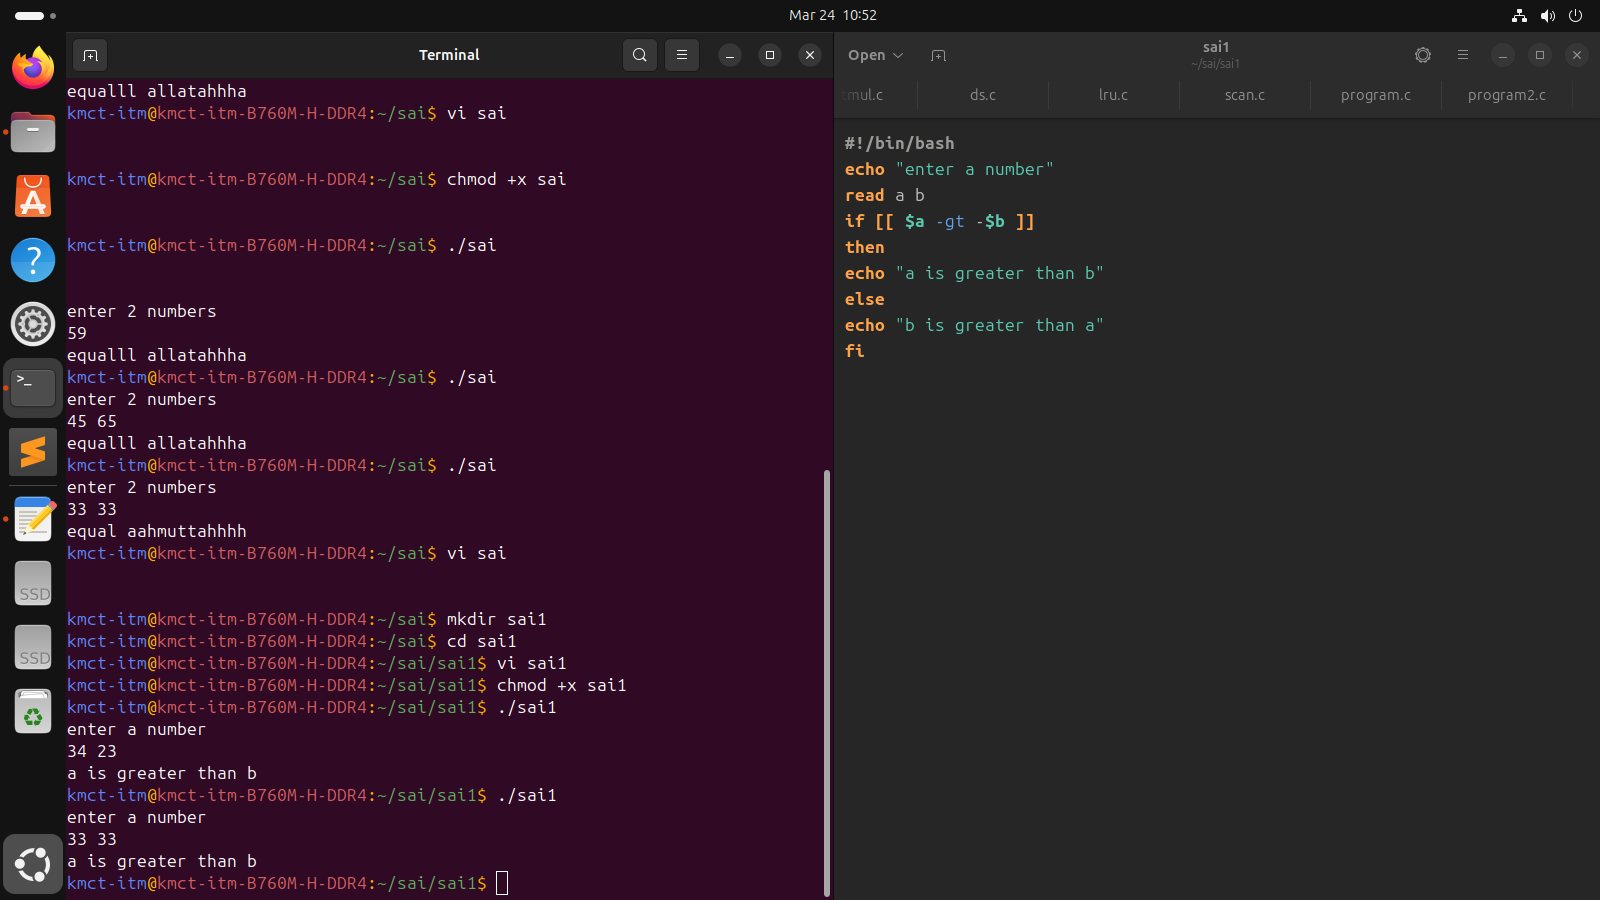 Mar 24 10:52
Terminal
equalll allatahhha
kmct-itm@kmct-itm-B760M-H-DDR4:~/sai$ vi sai
kmct-itm@kmct-itm-B760M-H-DDR4:~/sai$ chmod +x sai
kmct-itm@kmct-itm-B760M-H-DDR4:~/sai$ ./sai
enter 2 numbers
59
equalll allatahhha
kmct-itm@kmct-itm-B760M-H-DDR4:~/sai$ ./sai
enter 2 numbers
45 65
equalll allatahhha
kmct-itm@kmct-itm-B760M-H-DDR4:~/sai$ ./sai
enter 2 numbers
33 33
equal aahmuttahhhh
kmct-itm@kmct-itm-B760M-H-DDR4:~/sai$ vi sai
kmct-itm@kmct-itm-B760M-H-DDR4:~/sai$ mkdir sai1
kmct-itm@kmct-itm-B760M-H-DDR4:~/sai$ cd sai1
kmct-itm@kmct-itm-B760M-H-DDR4:~/sai/sai1$ vi sai1
kmct-itm@kmct-itm-B760M-H-DDR4:~/sai/sai1$ chmod +x sai1
kmct-itm@kmct-itm-B760M-H-DDR4:~/sai/sai1$ ./sai1
enter a number
34 23
a is greater than b
kmct-itm@kmct-itm-B760M-H-DDR4:~/sai/sai1$ ./sai1
enter a number
33 33
a is greater than b
kmct-itm@kmct-itm-B760M-H-DDR4:~/sai/sai1$
Open
sai1
~/sai/sai1
tmul.c ds.c lru.c scan.c program.c program2.c
#!/bin/bash
echo "enter a number"
read a b
if [[ $a -gt -$b ]]
then
echo "a is greater than b"
else
echo "b is greater than a"
fi
>_
?
SSD
SSD